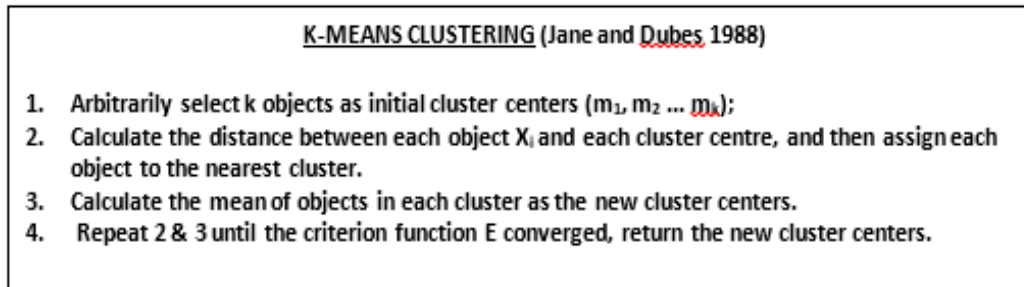 K-MEANS CLUSTERING (Jane and Dubes 1988)
1. Arbitrarily select k objects as initial cluster centers (m₁, m₂ ... mₖ);
2. Calculate the distance between each object Xᵢ and each cluster centre, and then assign each
object to the nearest cluster.
3. Calculate the mean of objects in each cluster as the new cluster centers.
4. Repeat 2 & 3 until the criterion function E converged, return the new cluster centers.